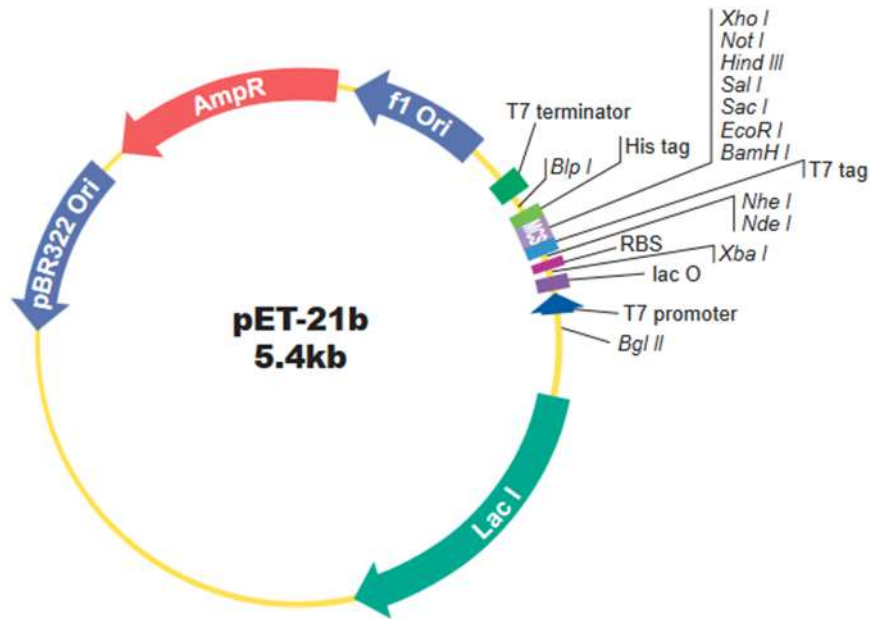 Xho I
Not I
Hind III
Sal I
Sac I
EcoR I
BamH I
T7 tag
Nhe I
Nde I
Xba I
AmpR
f1 Ori
T7 terminator
His tag
Blp I
MCS
RBS
lac O
T7 promoter
Bgl II
pBR322 Ori
pET-21b
5.4kb
Lac I